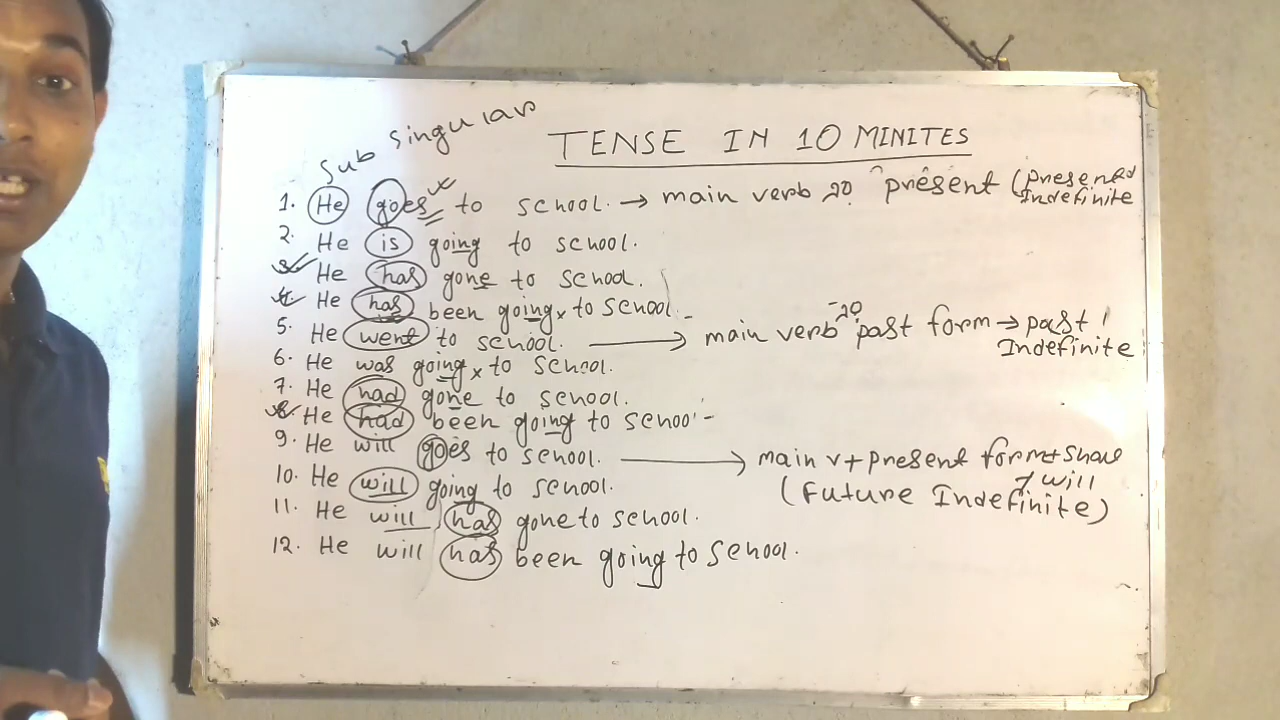 TENSE IN 10 MINITES
Sub singular
1. He goes to school. → main verb 20 present (present Indefinite
2. He is going to school.
3. He has gone to school.
4. He has been going x to school.
5. He went to school. → main verb 20 past form → past Indefinite
6. He was going x to school.
7. He had gone to school.
8. He had been going to school
9. He will goes to school. → main v + present form + shall / will
(Future Indefinite)
10. He will going to school.
11. He will has gone to school.
12. He will has been going to school.